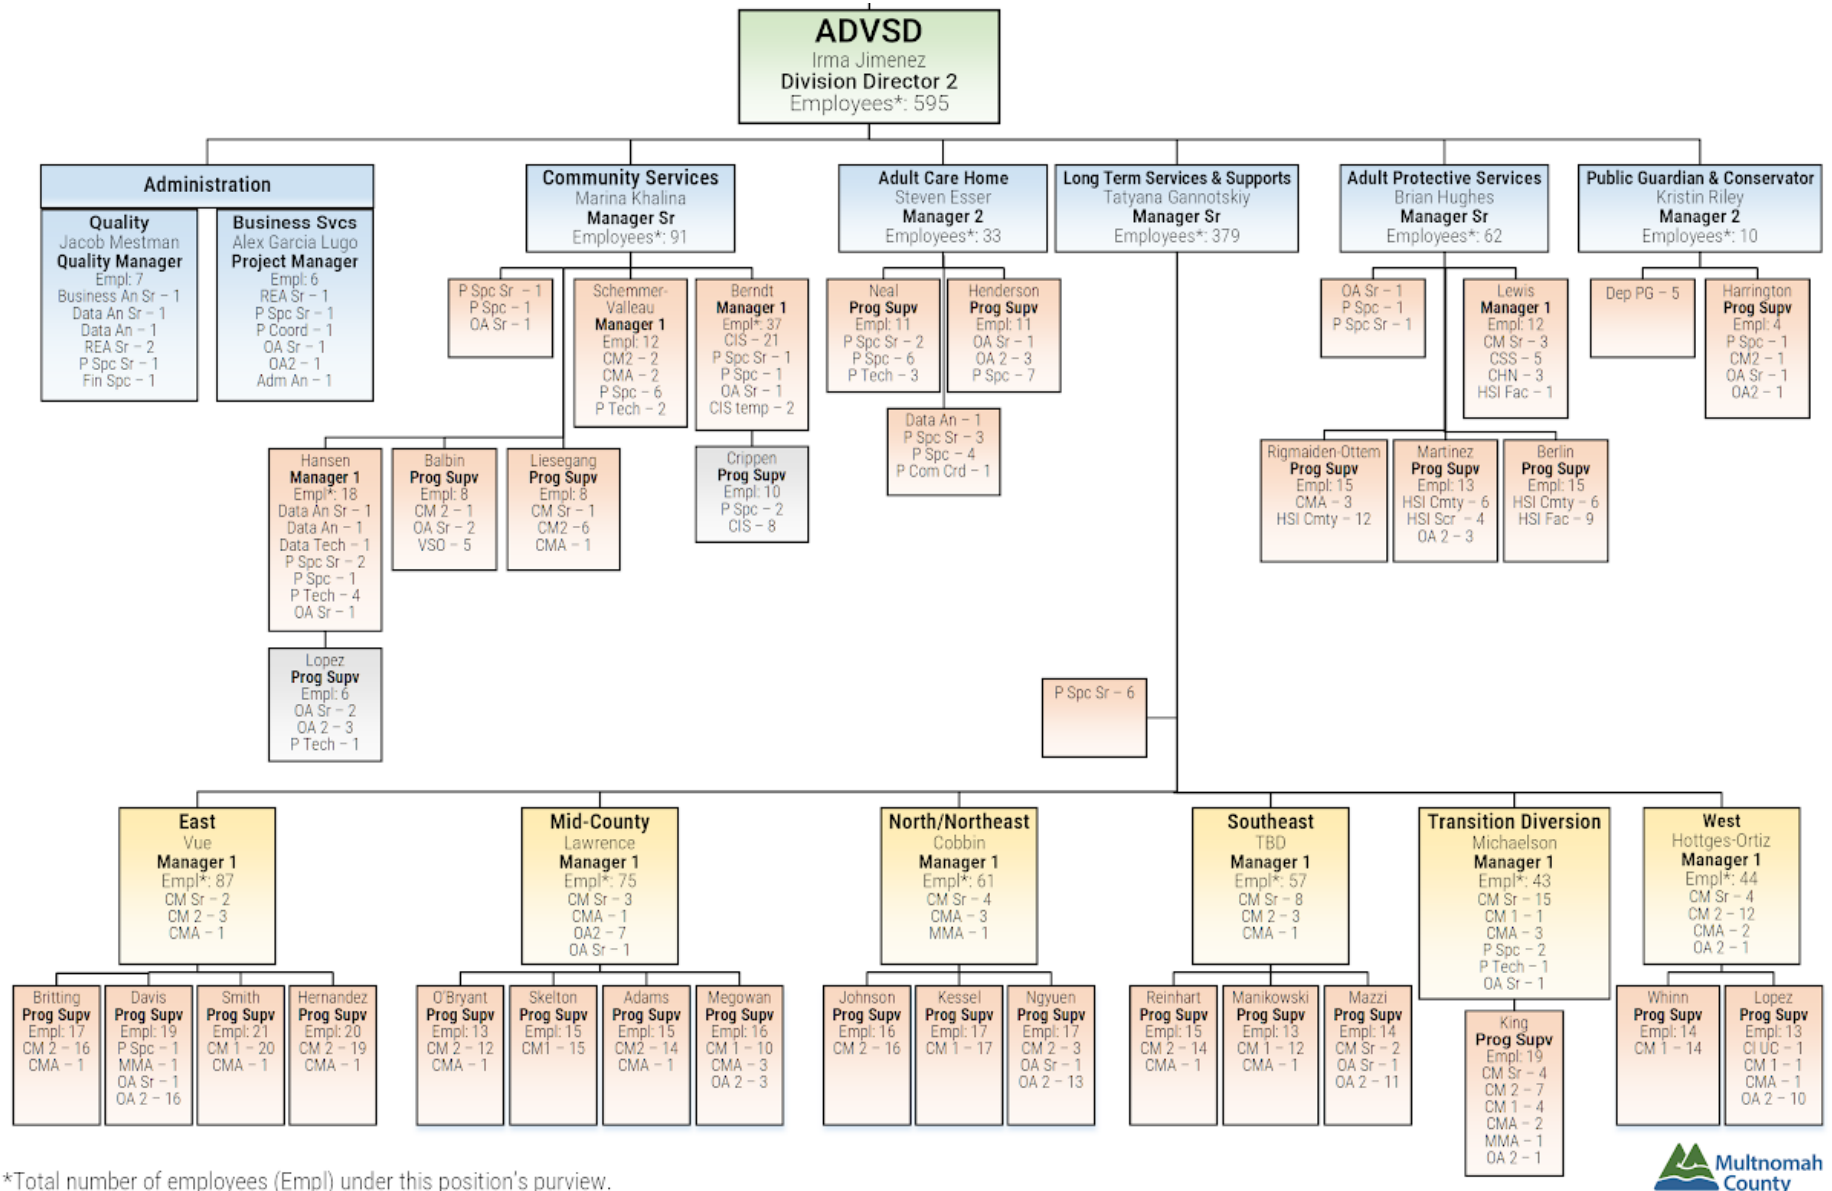 ADVSD
Irma Jimenez
Division Director 2
Employees*: 595
Administration
Quality
Jacob Mestman
Quality Manager
Empl: 7
Business An Sr – 1
Data An Sr – 1
Data An – 1
REA Sr – 2
P Spc Sr – 1
Fin Spc – 1
Business Svcs
Alex Garcia Lugo
Project Manager
Empl: 6
REA Sr – 1
P Spc Sr – 1
P Coord – 1
OA Sr – 1
OA2 – 1
Adm An – 1
Community Services
Marina Khalina
Manager Sr
Employees*: 91
Adult Care Home
Steven Esser
Manager 2
Employees*: 33
Long Term Services & Supports
Tatyana Gannotskiy
Manager Sr
Employees*: 379
Adult Protective Services
Brian Hughes
Manager Sr
Employees*: 62
Public Guardian & Conservator
Kristin Riley
Manager 2
Employees*: 10
P Spc Sr – 1
P Spc – 1
OA Sr – 1
Schemmer-
Valleau
Manager 1
Empl: 12
CM2 – 2
CMA – 2
P Spc – 6
P Tech – 2
Berndt
Manager 1
Empl*: 37
CIS – 21
P Spc Sr – 1
P Spc – 1
OA Sr – 1
CIS temp – 2
Neal
Prog Supv
Empl: 11
P Spc Sr – 2
P Spc – 6
P Tech – 3
Henderson
Prog Supv
Empl: 11
OA Sr – 1
OA 2 – 3
P Spc – 7
Data An – 1
P Spc Sr – 3
P Spc – 4
P Com Crd – 1
OA Sr – 1
P Spc – 1
P Spc Sr – 1
Lewis
Manager 1
Empl: 12
CM Sr – 3
CSS – 5
CHN – 3
HSI Fac – 1
Dep PG – 5
Harrington
Prog Supv
Empl: 4
P Spc – 1
CM2 – 1
OA Sr – 1
OA2 – 1
Hansen
Manager 1
Empl*: 18
Data An Sr – 1
Data An – 1
Data Tech – 1
P Spc Sr – 2
P Spc – 1
P Tech – 4
OA Sr – 1
Balbin
Prog Supv
Empl: 8
CM 2 – 1
OA Sr – 2
VSO – 5
Liesegang
Prog Supv
Empl: 8
CM Sr – 1
CM2 –6
CMA – 1
Crippen
Prog Supv
Empl: 10
P Spc – 2
CIS – 8
Rigmaiden-Ottem
Prog Supv
Empl: 15
CMA – 3
HSI Cmty – 12
Martinez
Prog Supv
Empl: 13
HSI Cmty – 6
HSI Scr – 4
OA 2 – 3
Berlin
Prog Supv
Empl: 15
HSI Cmty – 6
HSI Fac – 9
Lopez
Prog Supv
Empl: 6
OA Sr – 2
OA 2 – 3
P Tech – 1
P Spc Sr – 6
East
Vue
Manager 1
Empl*: 87
CM Sr – 2
CM 2 – 3
CMA – 1
Mid-County
Lawrence
Manager 1
Empl*: 75
CM Sr – 3
CMA – 1
OA2 – 7
OA Sr – 1
North/Northeast
Cobbin
Manager 1
Empl*: 61
CM Sr – 4
CMA – 3
MMA – 1
Southeast
TBD
Manager 1
Empl*: 57
CM Sr – 8
CM 2 – 3
CMA – 1
Transition Diversion
Michaelson
Manager 1
Empl*: 43
CM Sr – 15
CM 1 – 1
CMA – 3
P Spc – 2
P Tech – 1
OA Sr – 1
West
Hottges-Ortiz
Manager 1
Empl*: 44
CM Sr – 4
CM 2 – 12
CMA – 2
OA 2 – 1
Britting
Prog Supv
Empl: 17
CM 2 – 16
CMA – 1
Davis
Prog Supv
Empl: 19
P Spc – 1
MMA – 1
OA Sr – 1
OA 2 – 16
Smith
Prog Supv
Empl: 21
CM 1 – 20
CMA – 1
Hernandez
Prog Supv
Empl: 20
CM 2 – 19
CMA – 1
O'Bryant
Prog Supv
Empl: 13
CM 2 – 12
CMA – 1
Skelton
Prog Supv
Empl: 15
CM1 – 15
Adams
Prog Supv
Empl: 15
CM2 – 14
CMA – 1
Megowan
Prog Supv
Empl: 16
CM 1 – 10
CMA – 3
OA 2 – 3
Johnson
Prog Supv
Empl: 16
CM 2 – 16
Kessel
Prog Supv
Empl: 17
CM 1 – 17
Ngyuen
Prog Supv
Empl: 17
CM 2 – 3
OA Sr – 1
OA 2 – 13
Reinhart
Prog Supv
Empl: 15
CM 2 – 14
CMA – 1
Manikowski
Prog Supv
Empl: 13
CM 1 – 12
CMA – 1
Mazzi
Prog Supv
Empl: 14
CM Sr – 2
OA Sr – 1
OA 2 – 11
King
Prog Supv
Empl: 19
CM Sr – 4
CM 2 – 7
CM 1 – 4
CMA – 2
MMA – 1
OA 2 – 1
Whinn
Prog Supv
Empl: 14
CM 1 – 14
Lopez
Prog Supv
Empl: 13
CI UC – 1
CM 1 – 1
CMA – 1
OA 2 – 10
*Total number of employees (Empl) under this position's purview.
Multnomah
County